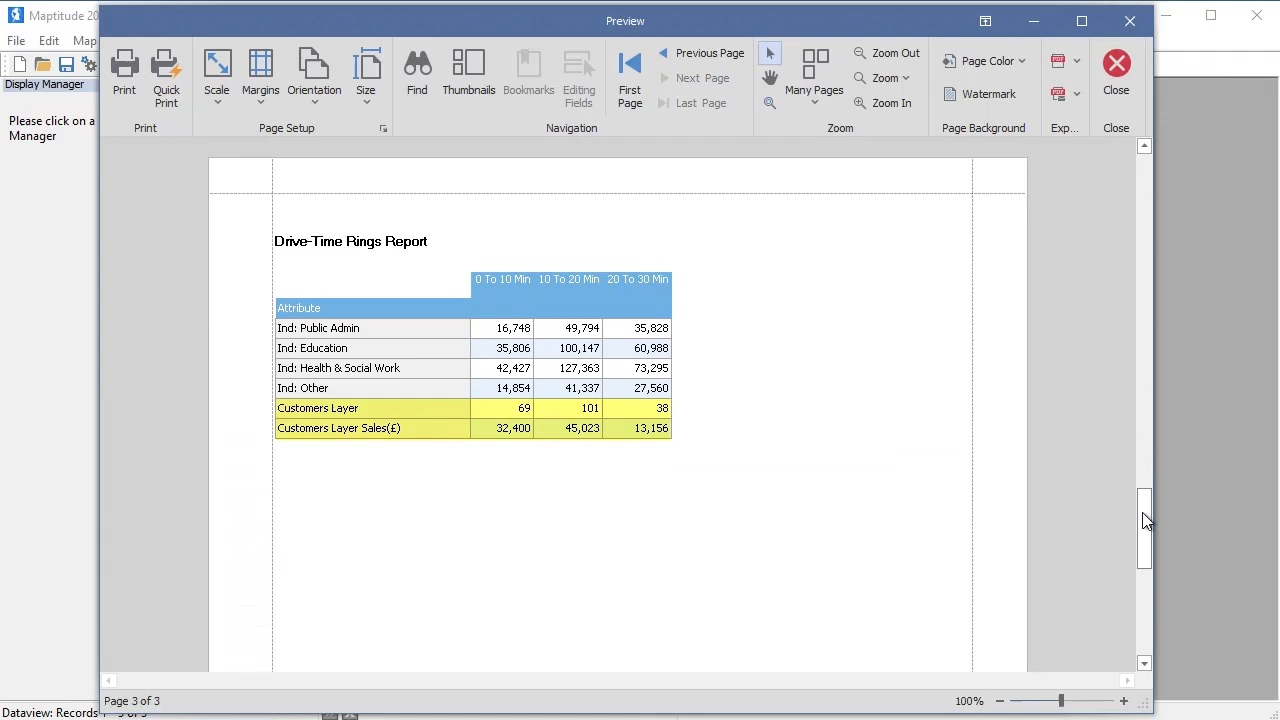 Maptitude 20
Preview
File Edit Map
Print Quick Print Scale Margins Orientation Size Find Thumbnails Bookmarks Editing Fields First Page Previous Page Next Page Last Page Many Pages Zoom Out Zoom Zoom In Page Color Watermark Close
Print Page Setup Navigation Zoom Page Background Exp... Close
Display Manager
Please click on a
Manager
Drive-Time Rings Report
0 To 10 Min 10 To 20 Min 20 To 30 Min
Attribute
Ind: Public Admin 16,748 49,794 35,828
Ind: Education 35,806 100,147 60,988
Ind: Health & Social Work 42,427 127,363 73,295
Ind: Other 14,854 41,337 27,560
Customers Layer 69 101 38
Customers Layer Sales(£) 32,400 45,023 13,156
Page 3 of 3 100%
Dataview: Records